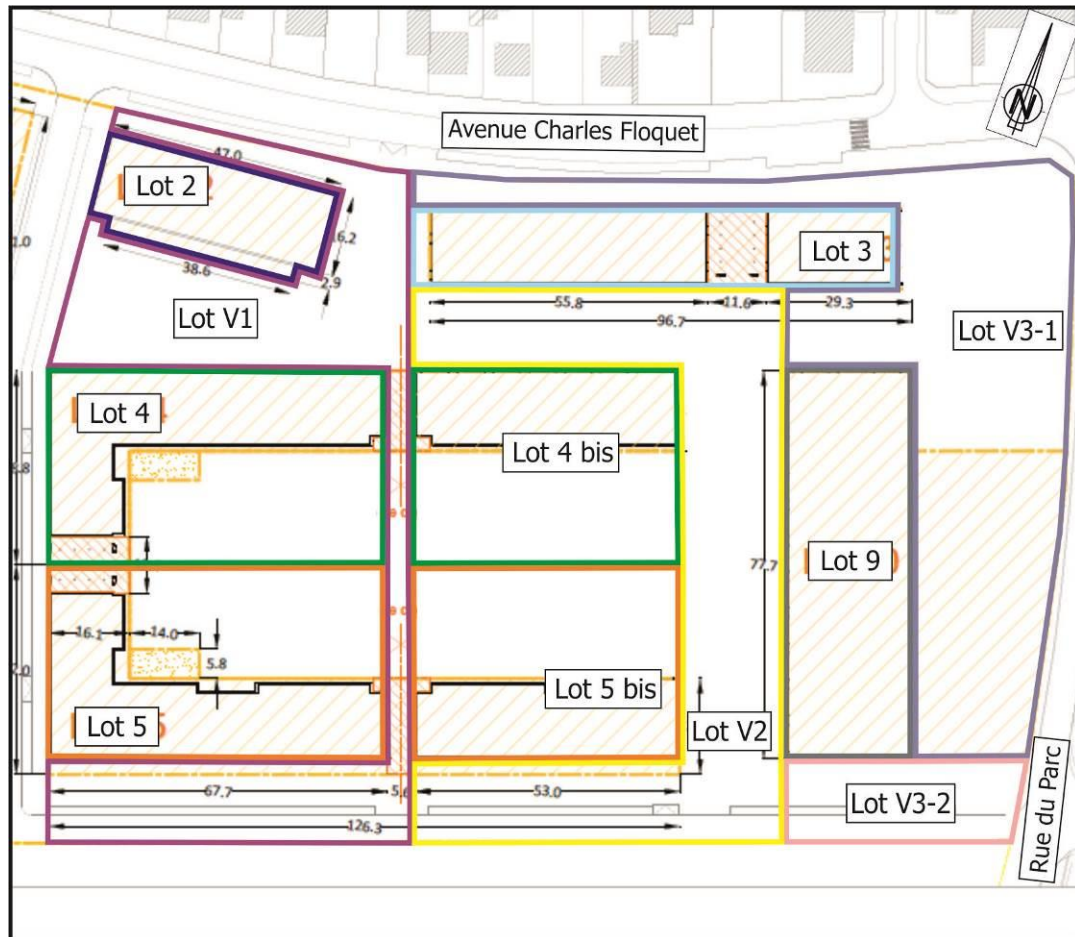 N
Avenue Charles Floquet
47.0
Lot 2
16.2
38.6
2.9
Lot 3
Lot V1
55.8
11.6
29.3
96.7
Lot V3-1
Lot 4
Lot 4 bis
77.7
Lot 9
16.1
14.0
5.8
Lot 5 bis
Lot 5
Lot V2
67.7
53.0
Lot V3-2
126.3
Rue du Parc